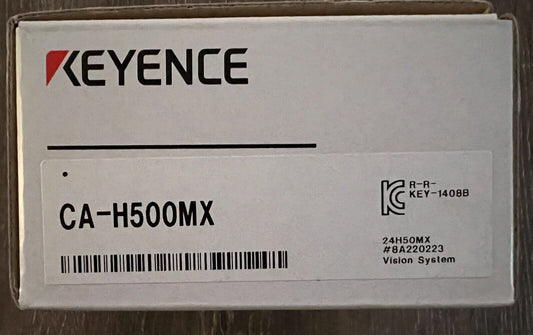 KEYENCE
CA-H500MX
R-R-
KEY-1408B
24H50MX
#8A220223
Vision System